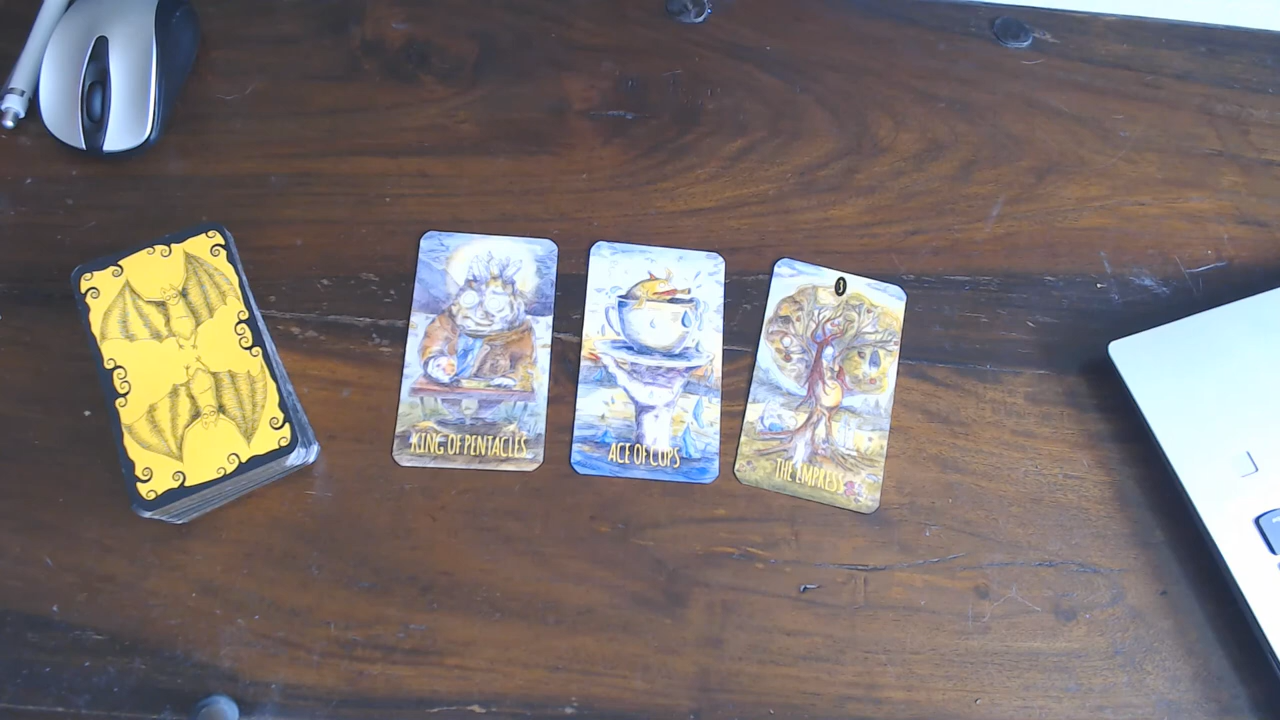 KING OF PENTACLES
ACE OF CUPS
3
THE EMPRESS